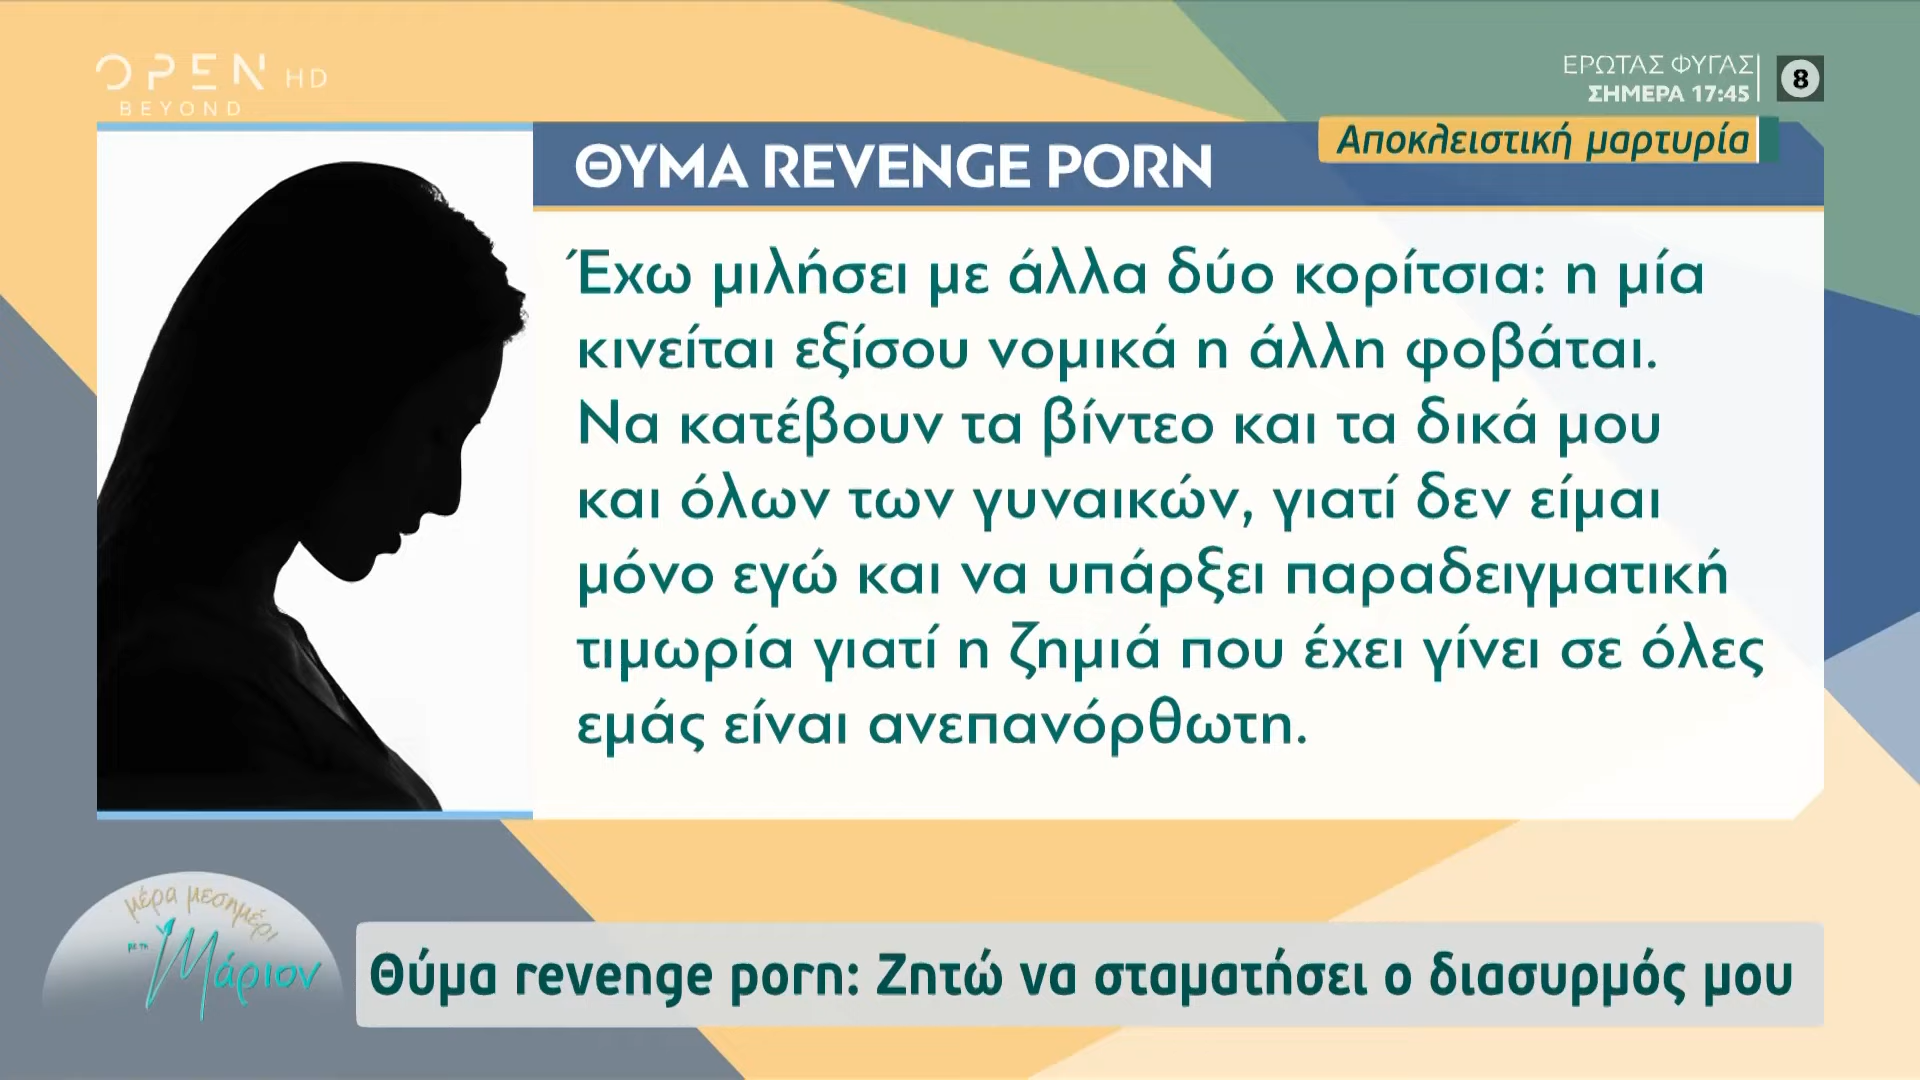 OPEN HD
BEYOND
ΕΡΩΤΑΣ ΦΥΓΑΣ
ΣΗΜΕΡΑ 17:45
8
Αποκλειστική μαρτυρία
ΘΥΜΑ REVENGE PORN
Έχω μιλήσει με άλλα δύο κορίτσια: η μία
κινείται εξίσου νομικά η άλλη φοβάται.
Να κατέβουν τα βίντεο και τα δικά μου
και όλων των γυναικών, γιατί δεν είμαι
μόνο εγώ και να υπάρξει παραδειγματική
τιμωρία γιατί η ζημιά που έχει γίνει σε όλες
εμάς είναι ανεπανόρθωτη.
μέρα μεσημέρι
με τη Μάριον
Θύμα revenge porn: Ζητώ να σταματήσει ο διασυρμός μου